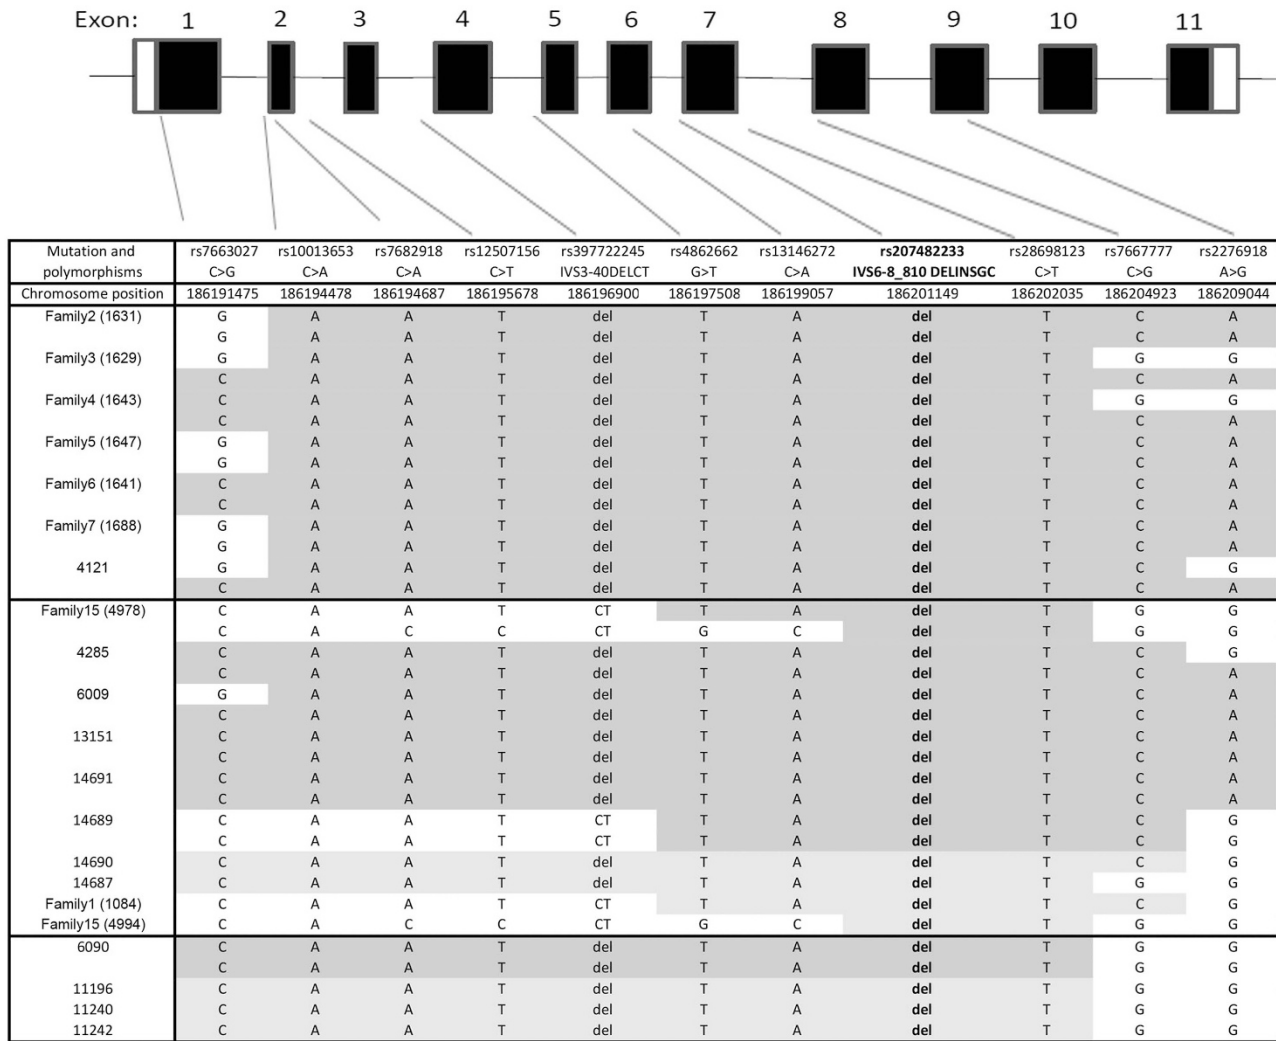 Exon: 1 2 3 4 5 6 7 8 9 10 11
Mutation and polymorphisms rs7663027 C>G rs10013653 C>A rs7682918 C>A rs12507156 C>T rs397722245 IVS3-40DELCT rs4862662 G>T rs13146272 C>A rs207482233 IVS6-8_810 DELINSGC rs28698123 C>T rs7667777 C>G rs2276918 A>G
Chromosome position 186191475 186194478 186194687 186195678 186196900 186197508 186199057 186201149 186202035 186204923 186209044
Family2 (1631) G A A T del T A del T C A
G A A T del T A del T C A
Family3 (1629) G A A T del T A del T G G
C A A T del T A del T C A
Family4 (1643) C A A T del T A del T G G
C A A T del T A del T C A
Family5 (1647) G A A T del T A del T C A
G A A T del T A del T C A
Family6 (1641) C A A T del T A del T C A
C A A T del T A del T C A
Family7 (1688) G A A T del T A del T C A
G A A T del T A del T C A
4121 G A A T del T A del T C G
C A A T del T A del T C A
Family15 (4978) C A A T CT T A del T G G
C A C C CT G C del T G G
4285 C A A T del T A del T C G
C A A T del T A del T C A
6009 G A A T del T A del T C A
C A A T del T A del T C A
13151 C A A T del T A del T C A
C A A T del T A del T C A
14691 C A A T del T A del T C A
C A A T del T A del T C A
14689 C A A T CT T A del T C G
C A A T CT T A del T C G
14690 C A A T del T A del T C G
14687 C A A T del T A del T G G
Family1 (1084) C A A T CT T A del T C G
Family15 (4994) C A C C CT G C del T G G
6090 C A A T del T A del T G G
C A A T del T A del T G G
11196 C A A T del T A del T G G
11240 C A A T del T A del T G G
11242 C A A T del T A del T G G